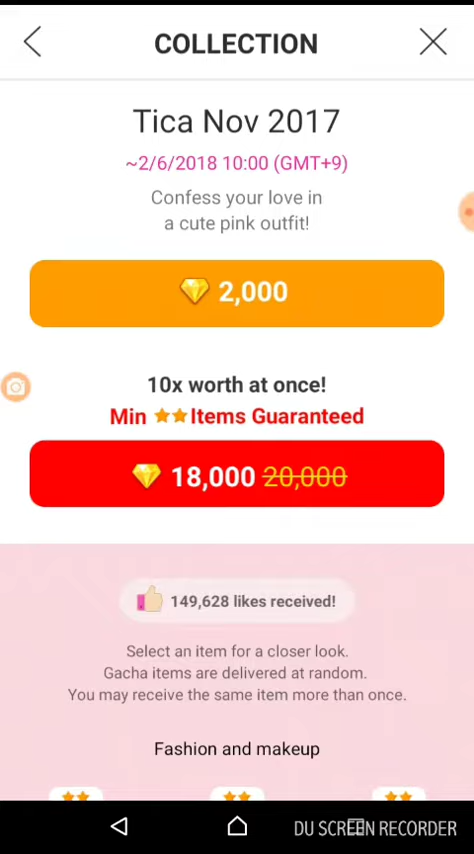 COLLECTION
Tica Nov 2017
~2/6/2018 10:00 (GMT+9)
Confess your love in
a cute pink outfit!
2,000
10x worth at once!
Min ★★Items Guaranteed
18,000 20,000
149,628 likes received!
Select an item for a closer look.
Gacha items are delivered at random.
You may receive the same item more than once.
Fashion and makeup
DU SCREEN RECORDER